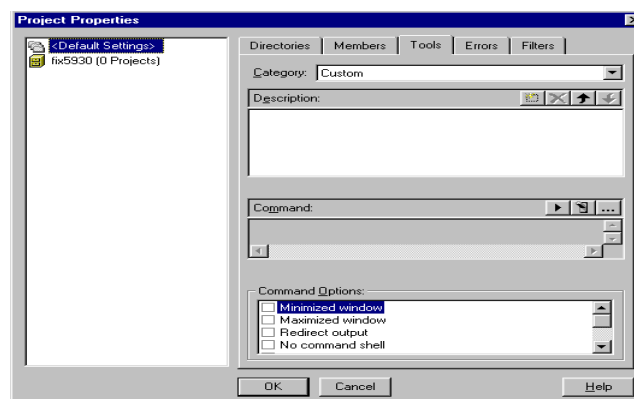 Project Properties
<Default Settings>
fix5930 (0 Projects)
Directories Members Tools Errors Filters
Category: Custom
Description:
Command:
...
Command Options:
Minimized window
Maximized window
Redirect output
No command shell
OK Cancel Help